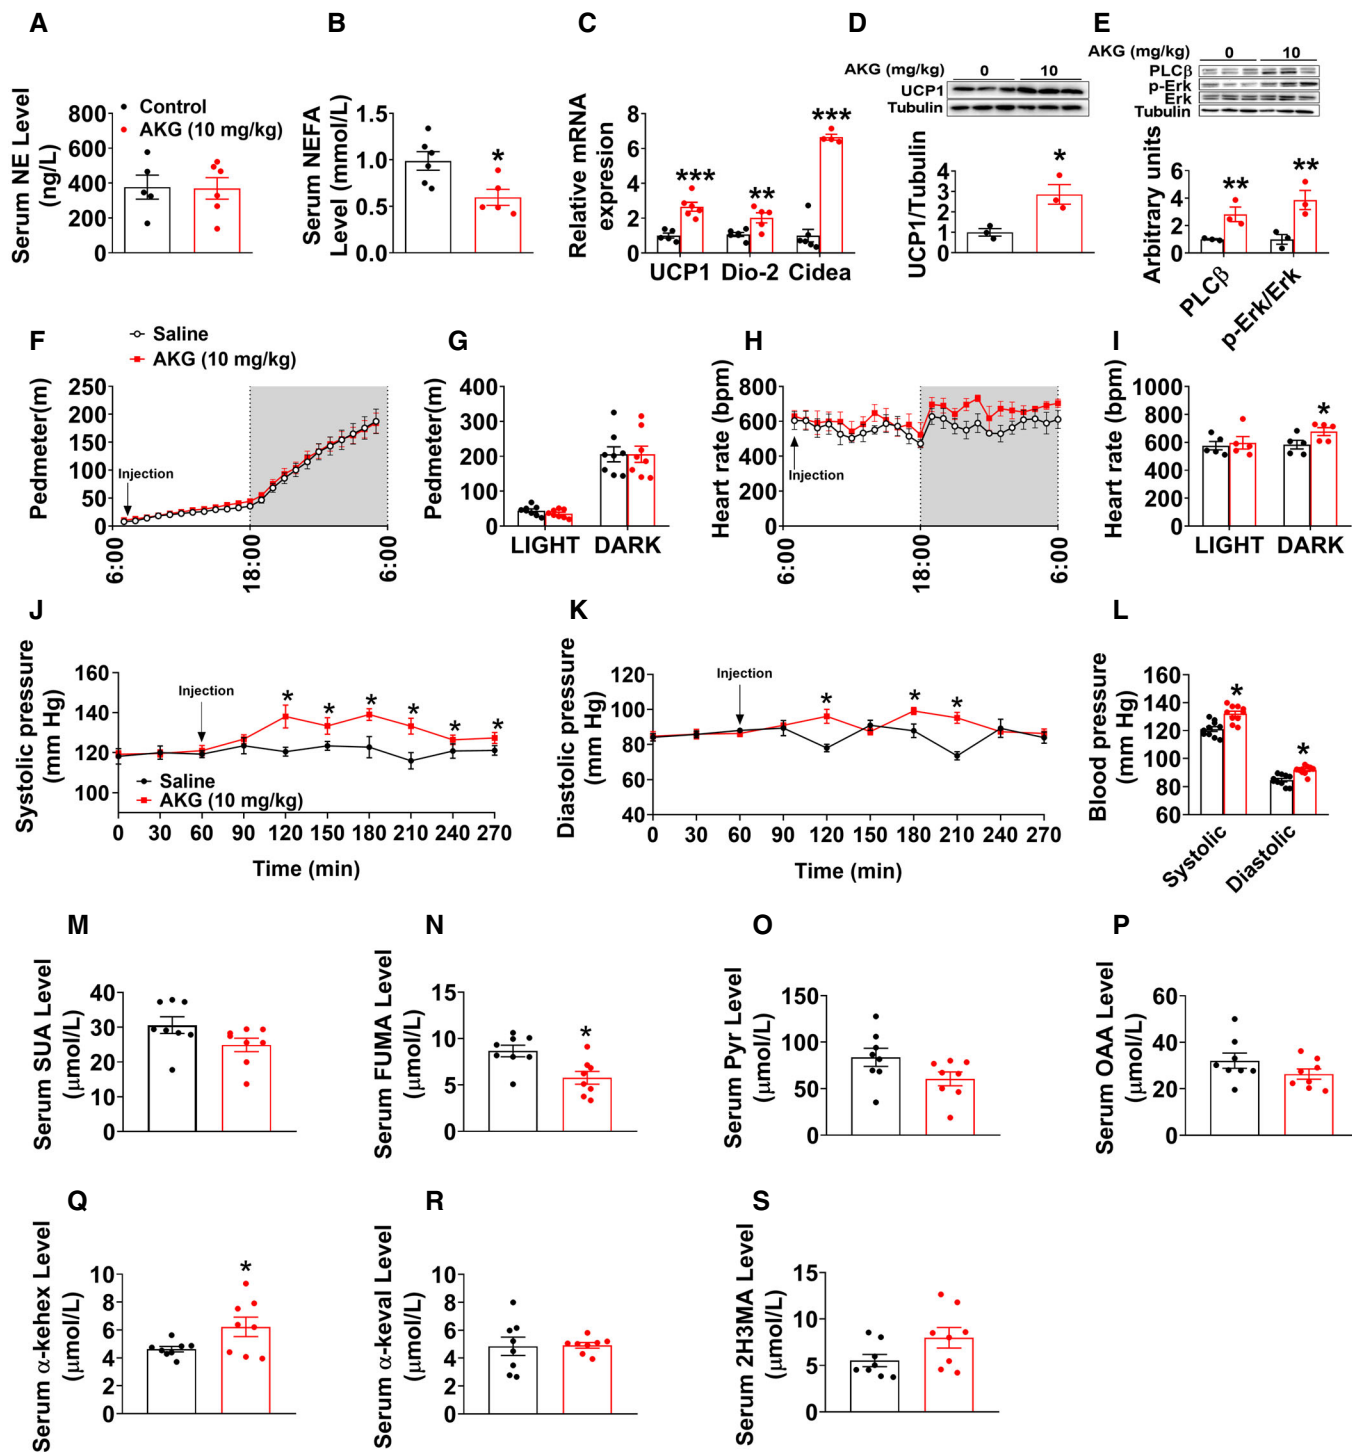 A
Serum NE Level
(ng/L)
800
600
400
200
0
Control
AKG (10 mg/kg)
B
Serum NEFA
Level (mmol/L)
1.5
1.0
0.5
0.0
*
C
Relative mRNA
expression
8
6
4
2
0
***
**
***
UCP1 Dio-2 Cidea
D
AKG (mg/kg) 0 10
UCP1
Tubulin
UCP1/Tubulin
4
3
2
1
0
*
E
AKG (mg/kg) 0 10
PLCβ
p-Erk
Erk
Tubulin
Arbitrary units
6
4
2
0
**
**
PLCβ
p-Erk/Erk
F
Saline
AKG (10 mg/kg)
Pedmeter(m)
250
200
150
100
50
0
Injection
6:00 18:00 6:00
G
Pedmeter(m)
400
300
200
100
0
LIGHT DARK
H
Heart rate (bpm)
800
600
400
200
0
Injection
6:00 18:00 6:00
I
Heart rate (bpm)
1000
800
600
400
200
0
*
LIGHT DARK
J
Systolic pressure
(mm Hg)
160
140
120
100
Injection
* * * * * *
Saline
AKG (10 mg/kg)
0 30 60 90 120 150 180 210 240 270
Time (min)
K
Diastolic pressure
(mm Hg)
120
100
80
60
40
Injection
* * *
0 30 60 90 120 150 180 210 240 270
Time (min)
L
Blood pressure
(mm Hg)
160
140
120
100
80
60
*
*
Systolic
Diastolic
M
Serum SUA Level
(μmol/L)
40
30
20
10
0
N
Serum FUMA Level
(μmol/L)
15
10
5
0
*
O
Serum Pyr Level
(μmol/L)
150
100
50
0
P
Serum OAA Level
(μmol/L)
60
40
20
0
Q
Serum α-kehex Level
(μmol/L)
10
8
6
4
2
0
*
R
Serum α-keval Level
(μmol/L)
10
8
6
4
2
0
S
Serum 2H3MA Level
(μmol/L)
15
10
5
0